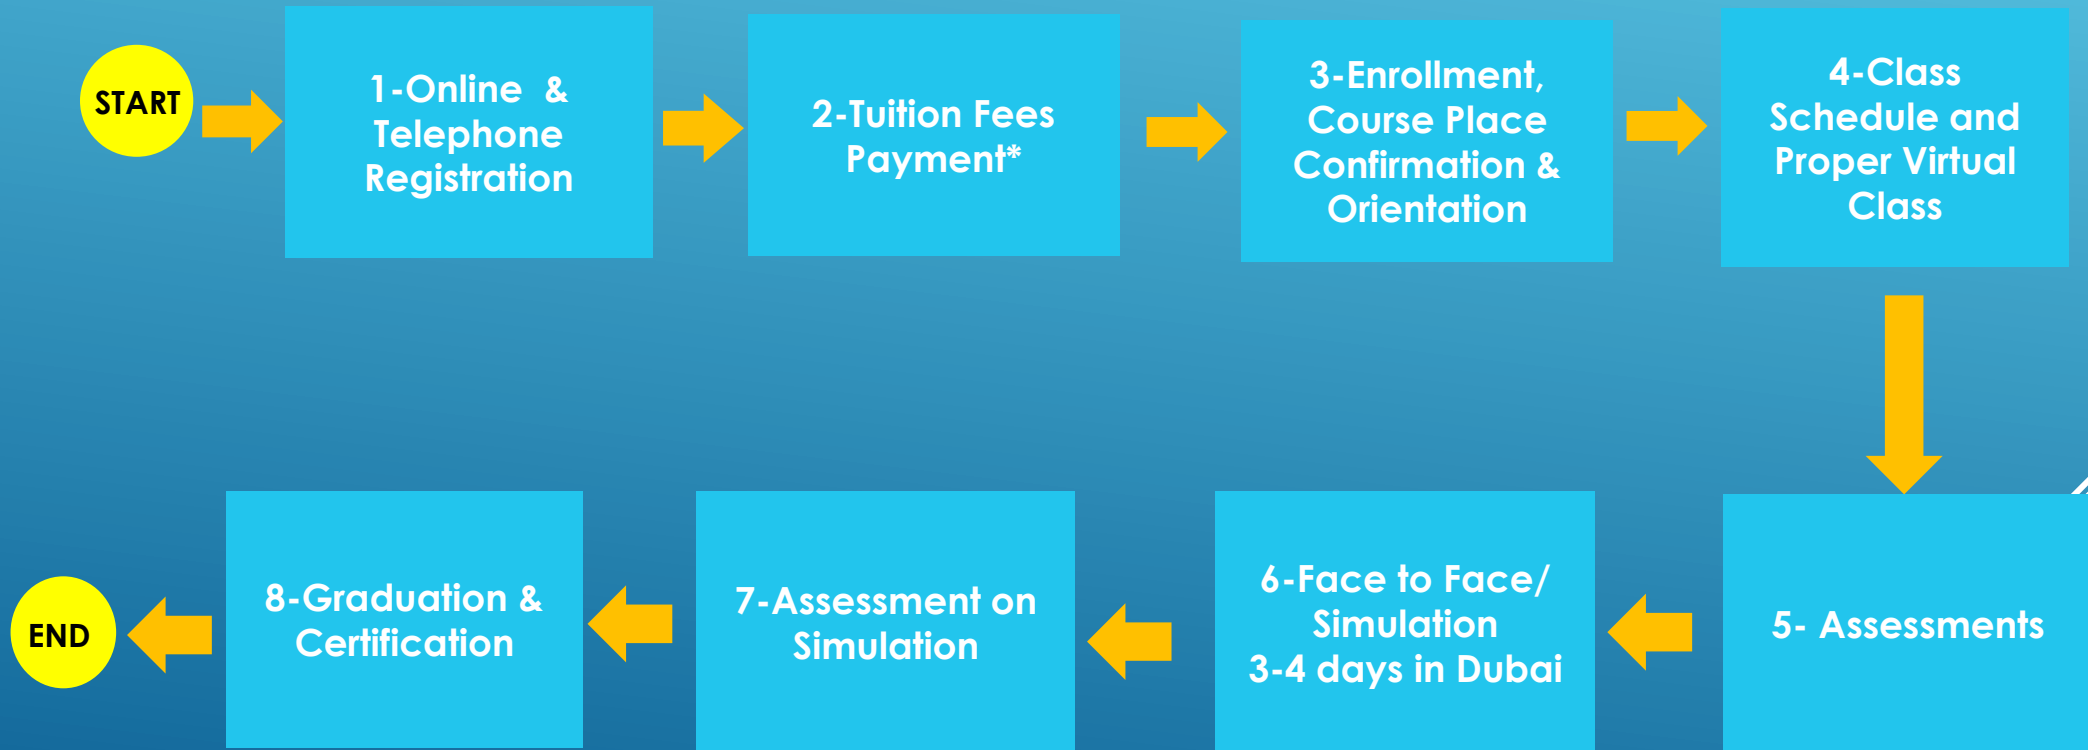 START
1-Online & 
Telephone
Registration
2-Tuition Fees
Payment*
3-Enrollment,
Course Place
Confirmation &
Orientation
4-Class
Schedule and
Proper Virtual
Class
5- Assessments
6-Face to Face/
Simulation
3-4 days in Dubai
7-Assessment on
Simulation
8-Graduation &
Certification
END